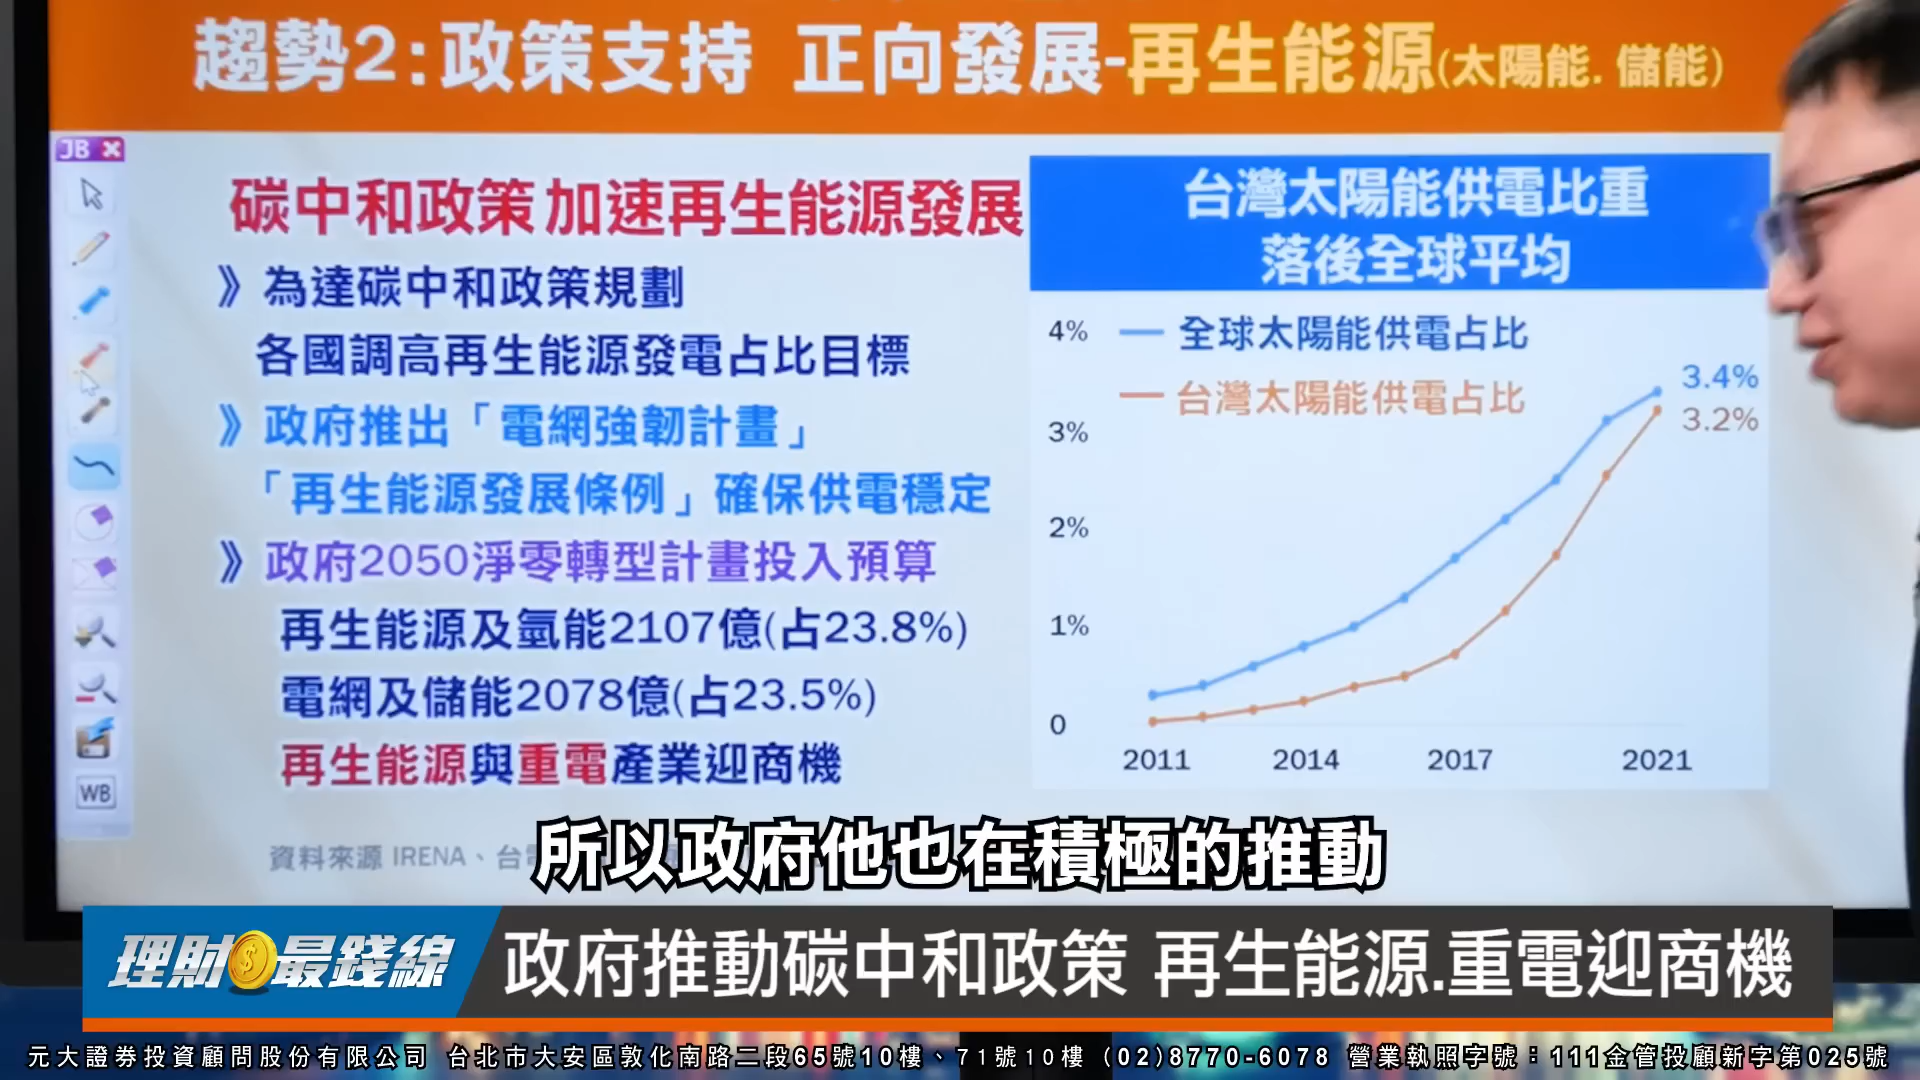 趨勢2:政策支持 正向發展-再生能源(太陽能.儲能)
JB
碳中和政策加速再生能源發展
》為達碳中和政策規劃
各國調高再生能源發電占比目標
》政府推出「電網強韌計畫」
「再生能源發展條例」確保供電穩定
》政府2050淨零轉型計畫投入預算
再生能源及氫能2107億(占23.8%)
電網及儲能2078億(占23.5%)
再生能源與重電產業迎商機
WB
資料來源 IRENA、台
台灣太陽能供電比重
落後全球平均
全球太陽能供電占比
台灣太陽能供電占比
4%
3%
2%
1%
0
3.4%
3.2%
2011 2014 2017 2021
所以政府他也在積極的推動
理財最錢線
政府推動碳中和政策 再生能源.重電迎商機
元大證券投資顧問股份有限公司 台北市大安區敦化南路二段65號10樓、71號10樓 (02)8770-6078 營業執照字號：111金管投顧新字第025號